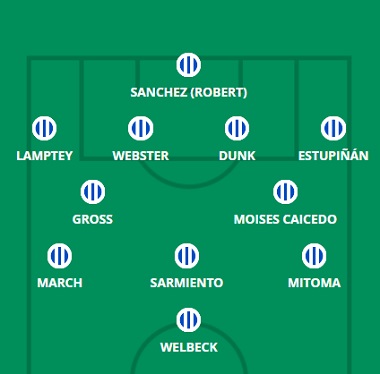 SANCHEZ (ROBERT)
LAMPTEY WEBSTER DUNK ESTUPIÑÁN
GROSS MOISES CAICEDO
MARCH SARMIENTO MITOMA
WELBECK